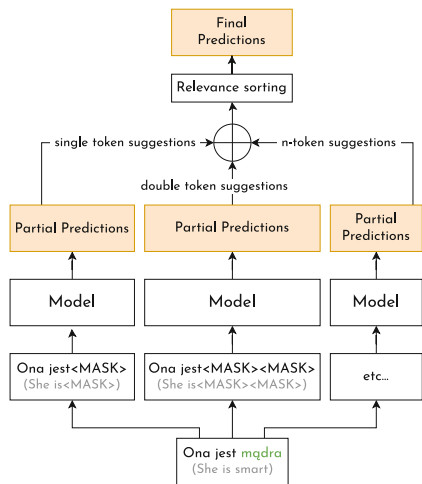 Final
Predictions
Relevance sorting
single token suggestions
n-token suggestions
double token suggestions
Partial Predictions
Partial Predictions
Partial
Predictions
Model
Model
Model
Ona jest<MASK>
(She is<MASK>)
Ona jest<MASK><MASK>
(She is<MASK><MASK>)
etc...
Ona jest mądra
(She is smart)